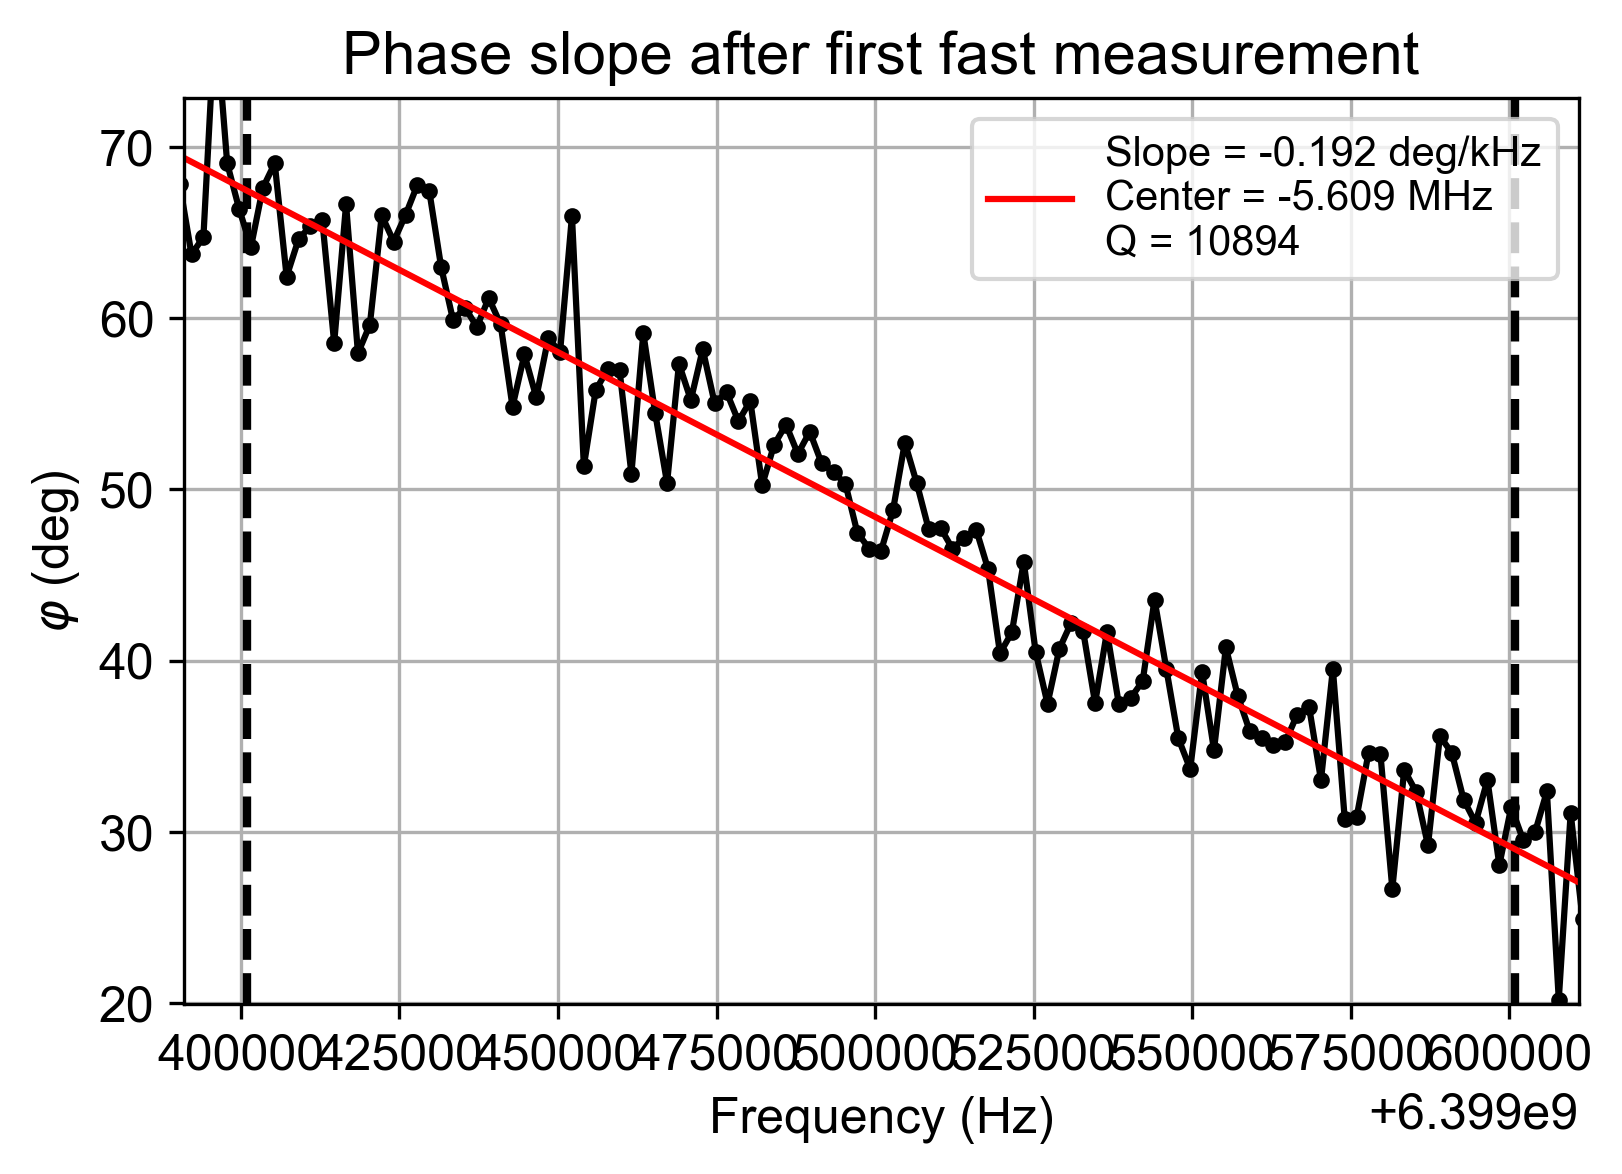 Phase slope after first fast measurement
Slope = -0.192 deg/kHz
Center = -5.609 MHz
Q = 10894
φ (deg)
70
60
50
40
30
20
400000 425000 450000 475000 500000 525000 550000 575000 600000
Frequency (Hz)
+6.399e9